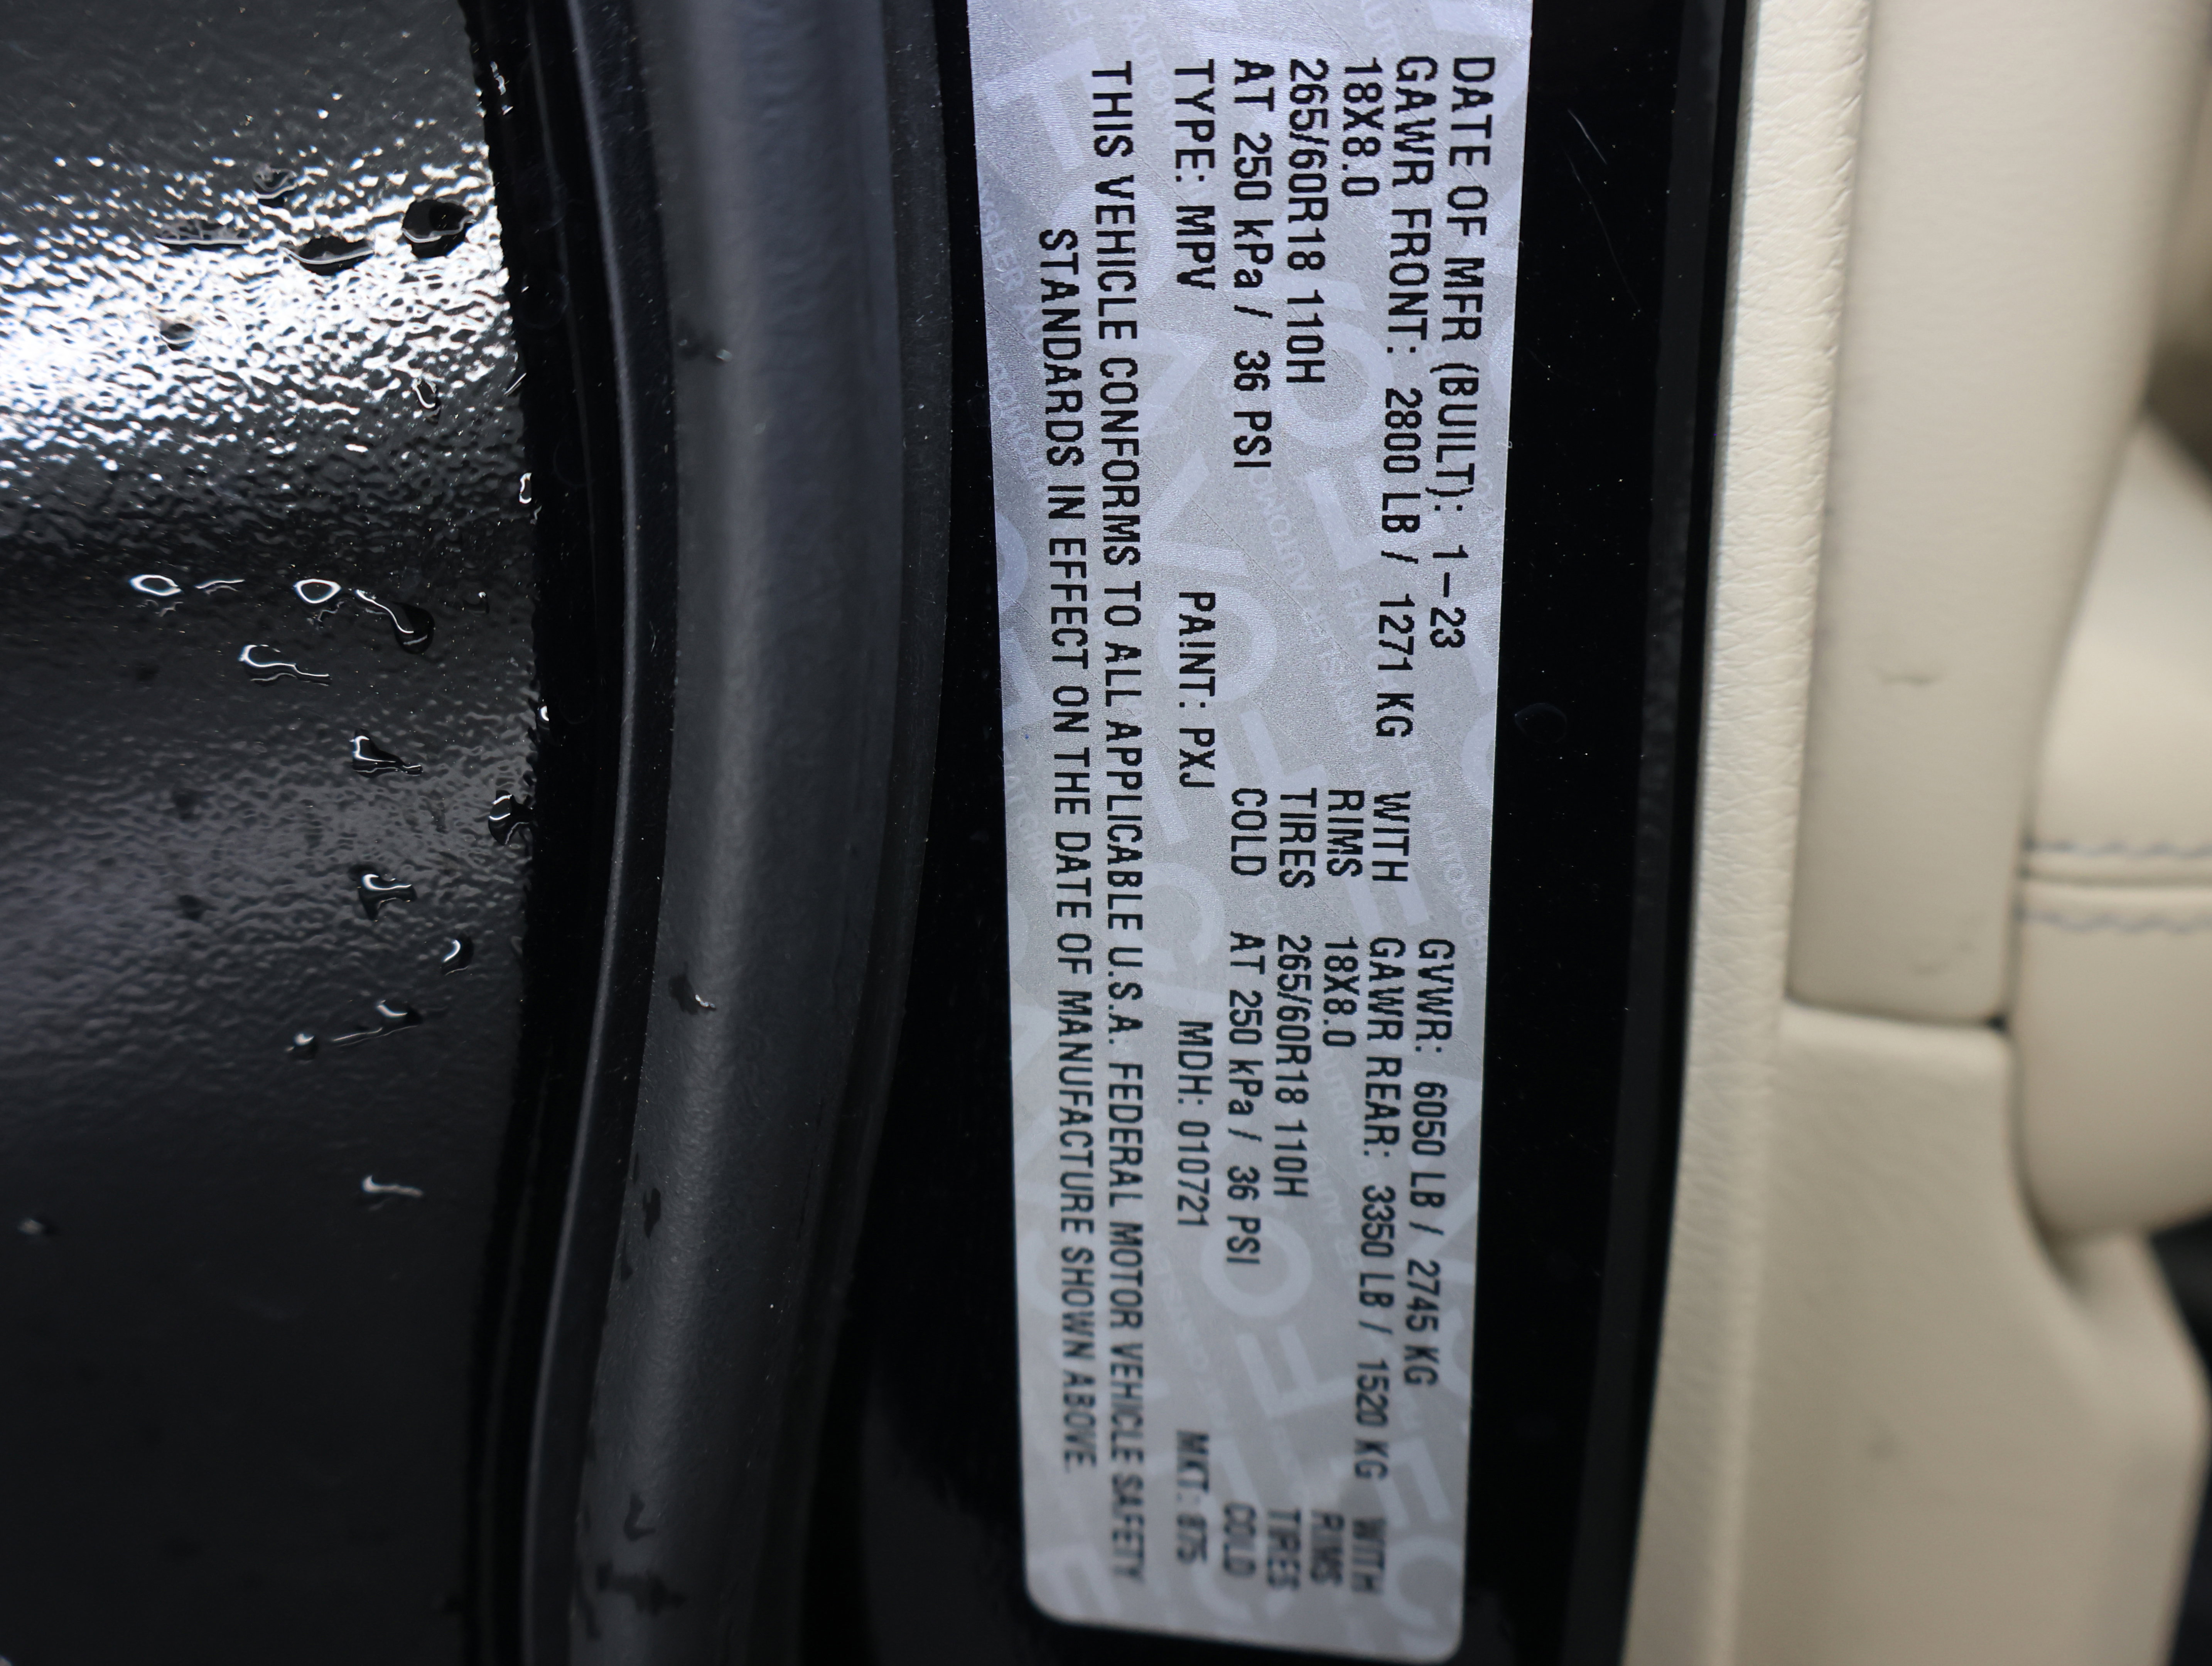 DATE OF MFR (BUILT): 1-23 GVWR: 6050 LB / 2745 KG
GAWR FRONT: 2800 LB / 1271 KG WITH GAWR REAR: 3350 LB / 1520 KG WITH
18X8.0 RIMS 18X8.0 RIMS
265/60R18 110H TIRES 265/60R18 110H TIRES
AT 250 kPa / 36 PSI COLD AT 250 kPa / 36 PSI COLD
TYPE: MPV PAINT: PXJ MDH: 010721 MKT: 875
THIS VEHICLE CONFORMS TO ALL APPLICABLE U.S.A. FEDERAL MOTOR VEHICLE SAFETY
STANDARDS IN EFFECT ON THE DATE OF MANUFACTURE SHOWN ABOVE.